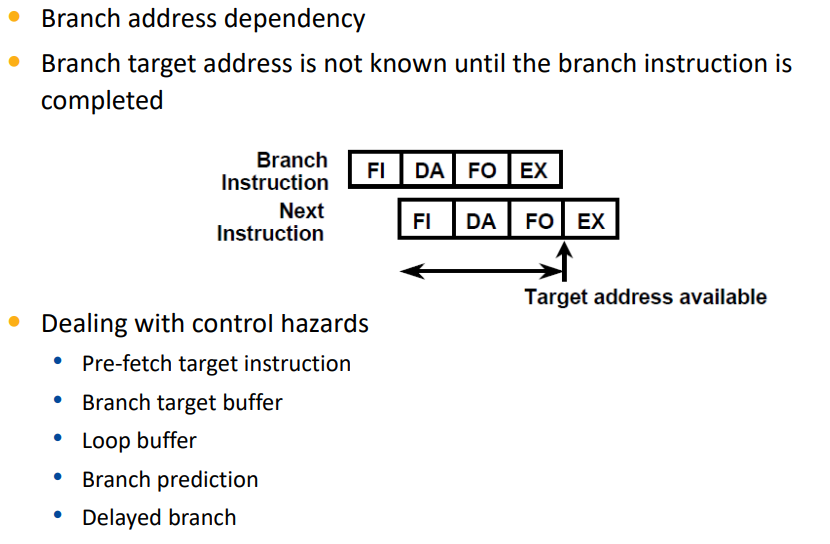 Branch address dependency
Branch target address is not known until the branch instruction is
completed
Branch
Instruction
FI DA FO EX
Next
Instruction
FI DA FO EX
Target address available
Dealing with control hazards
Pre-fetch target instruction
Branch target buffer
Loop buffer
Branch prediction
Delayed branch